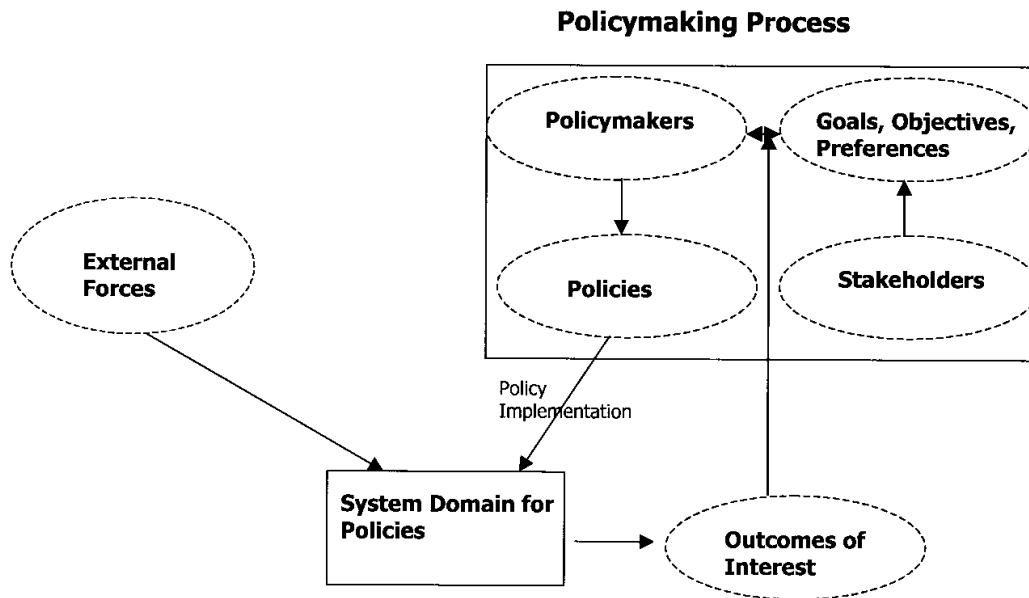 Policymaking Process
Policymakers
Goals, Objectives,
Preferences
External
Forces
Policies
Stakeholders
Policy
Implementation
System Domain for
Policies
Outcomes of
Interest